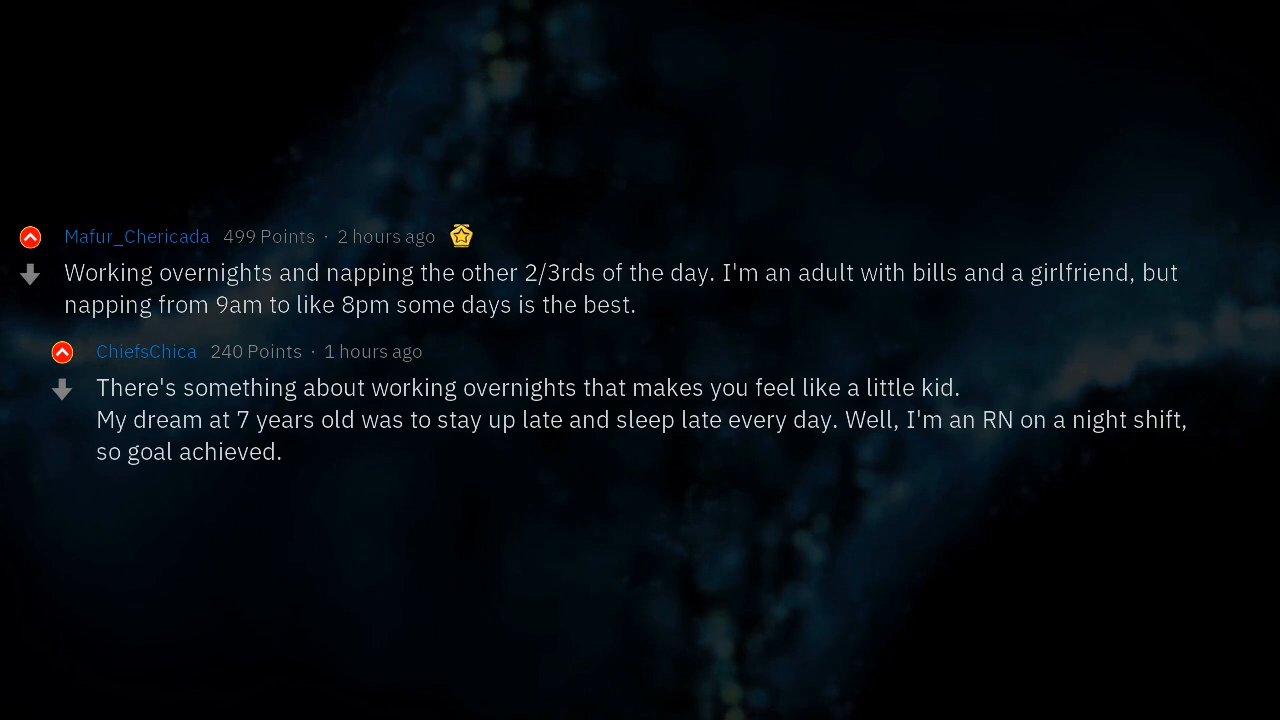 Mafur_Chericada 499 Points · 2 hours ago
Working overnights and napping the other 2/3rds of the day. I'm an adult with bills and a girlfriend, but
napping from 9am to like 8pm some days is the best.
ChiefsChica 240 Points · 1 hours ago
There's something about working overnights that makes you feel like a little kid.
My dream at 7 years old was to stay up late and sleep late every day. Well, I'm an RN on a night shift,
so goal achieved.